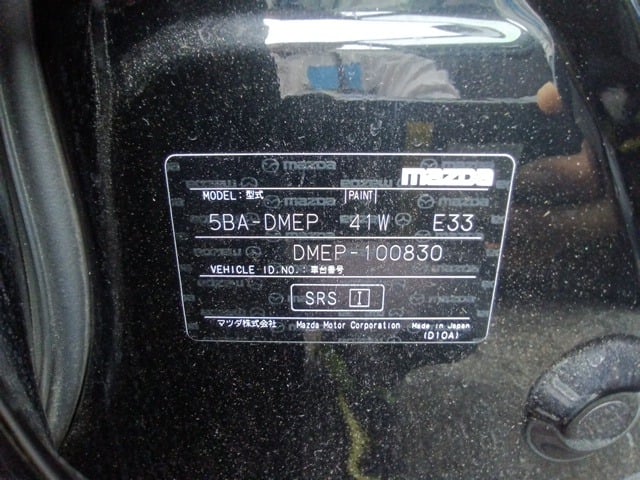 mazda
MODEL:型式 PAINT
5BA-DMEP 41W E33
DMEP-100830
VEHICLE ID.NO.:車台番号
SRS I
マツダ株式会社 Mazda Motor Corporation Made in Japan
(D10A)